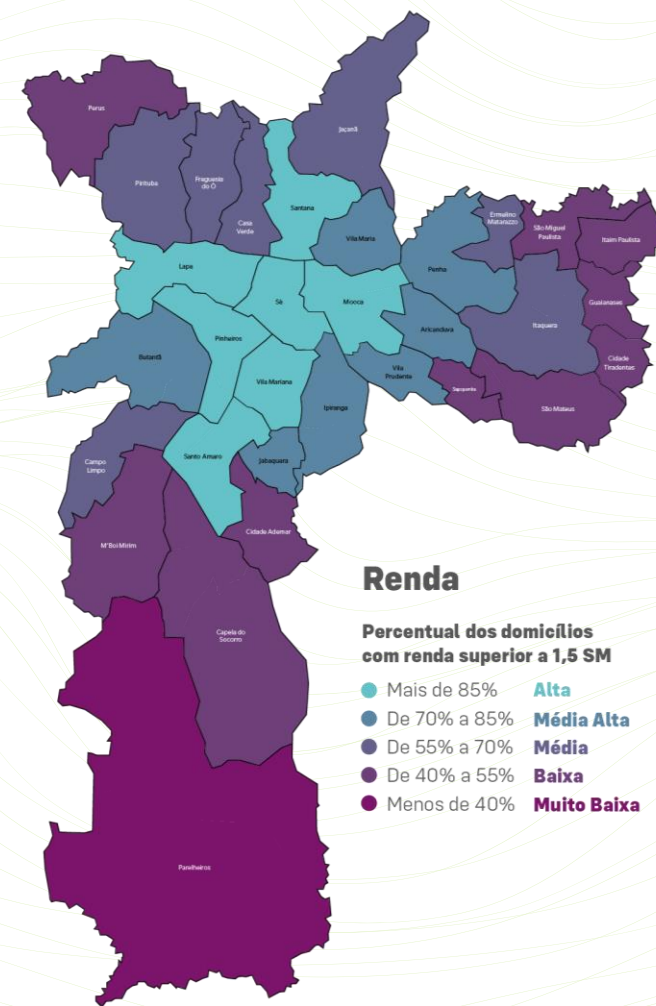 Perus
Jaçanã
Pirituba
Freguesia
do Ó
Casa
Verde
Santana
Vila Maria
Ermelino
Matarazzo
São Miguel
Paulista
Itaim Paulista
Penha
Lapa
Sé
Mooca
Guaianases
Aricanduva
Itaquera
Pinheiros
Butantã
Cidade
Tiradentes
Vila
Prudente
Vila Mariana
Sapopemba
Ipiranga
São Mateus
Santo Amaro
Jabaquara
Campo
Limpo
Cidade Ademar
M'Boi Mirim
Capela do
Socorro
Parelheiros
Renda
Percentual dos domicílios
com renda superior a 1,5 SM
Mais de 85% Alta
De 70% a 85% Média Alta
De 55% a 70% Média
De 40% a 55% Baixa
Menos de 40% Muito Baixa